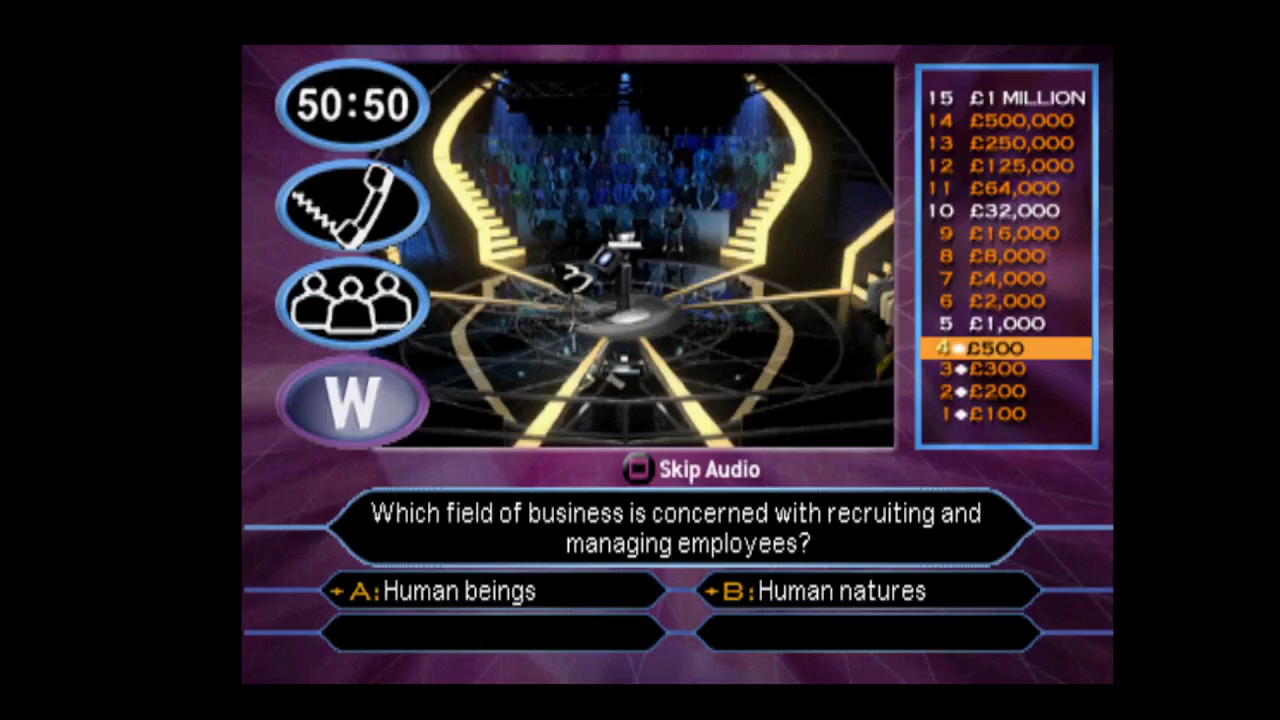 50:50
W
15 £1 MILLION
14 £500,000
13 £250,000
12 £125,000
11 £64,000
10 £32,000
9 £16,000
8 £8,000
7 £4,000
6 £2,000
5 £1,000
4 £500
3 £300
2 £200
1 £100
Skip Audio
Which field of business is concerned with recruiting and
managing employees?
A: Human beings
B: Human natures